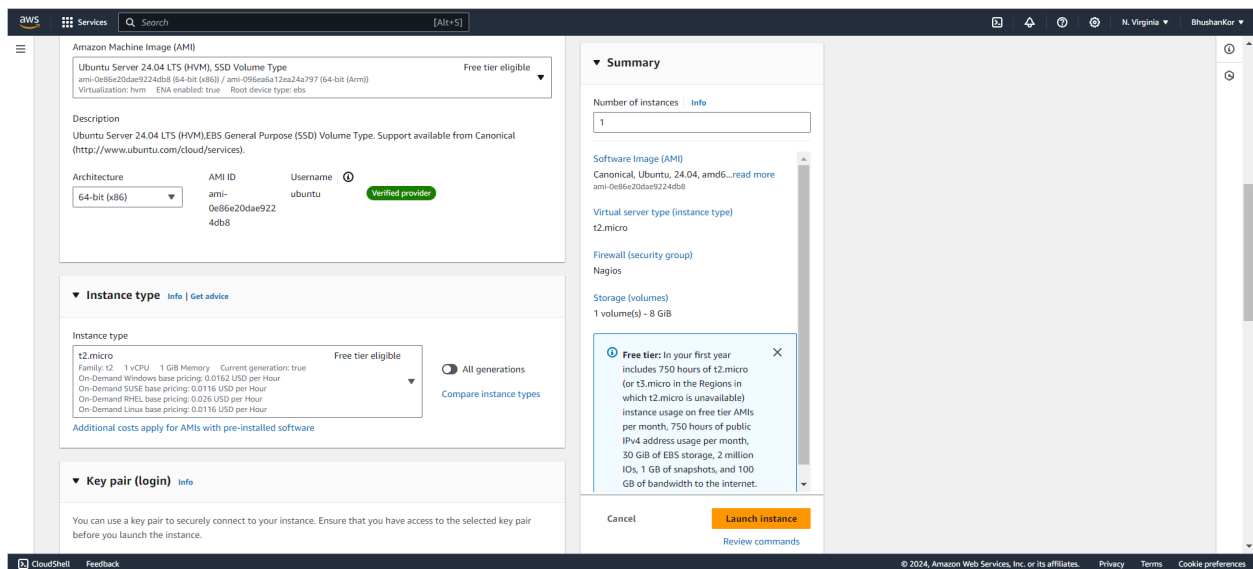 aws
Services
Search
[Alt+S]
N. Virginia
BhushanKor
Amazon Machine Image (AMI)
Ubuntu Server 24.04 LTS (HVM), SSD Volume Type
Free tier eligible
ami-0e86e20dae9224db8 (64-bit (x86)) / ami-096ea6a12ea24a797 (64-bit (Arm))
Virtualization: hvm ENA enabled: true Root device type: ebs
Description
Ubuntu Server 24.04 LTS (HVM),EBS General Purpose (SSD) Volume Type. Support available from Canonical
(http://www.ubuntu.com/cloud/services).
Architecture
AMI ID
Username
64-bit (x86)
ami-
0e86e20dae922
4db8
ubuntu
Verified provider
Instance type Info | Get advice
Instance type
t2.micro
Free tier eligible
Family: t2 1 vCPU 1 GiB Memory Current generation: true
On-Demand Windows base pricing: 0.0162 USD per Hour
On-Demand SUSE base pricing: 0.0116 USD per Hour
On-Demand RHEL base pricing: 0.026 USD per Hour
On-Demand Linux base pricing: 0.0116 USD per Hour
All generations
Compare instance types
Additional costs apply for AMIs with pre-installed software
Key pair (login) Info
You can use a key pair to securely connect to your instance. Ensure that you have access to the selected key pair
before you launch the instance.
Summary
Number of instances Info
1
Software Image (AMI)
Canonical, Ubuntu, 24.04, amd6...read more
ami-0e86e20dae9224db8
Virtual server type (instance type)
t2.micro
Firewall (security group)
Nagios
Storage (volumes)
1 volume(s) - 8 GiB
Free tier: In your first year
includes 750 hours of t2.micro
(or t3.micro in the Regions in
which t2.micro is unavailable)
instance usage on free tier AMIs
per month, 750 hours of public
IPv4 address usage per month,
30 GiB of EBS storage, 2 million
IOs, 1 GB of snapshots, and 100
GB of bandwidth to the internet.
Cancel
Launch instance
Review commands
CloudShell
Feedback
© 2024, Amazon Web Services, Inc. or its affiliates.
Privacy
Terms
Cookie preferences